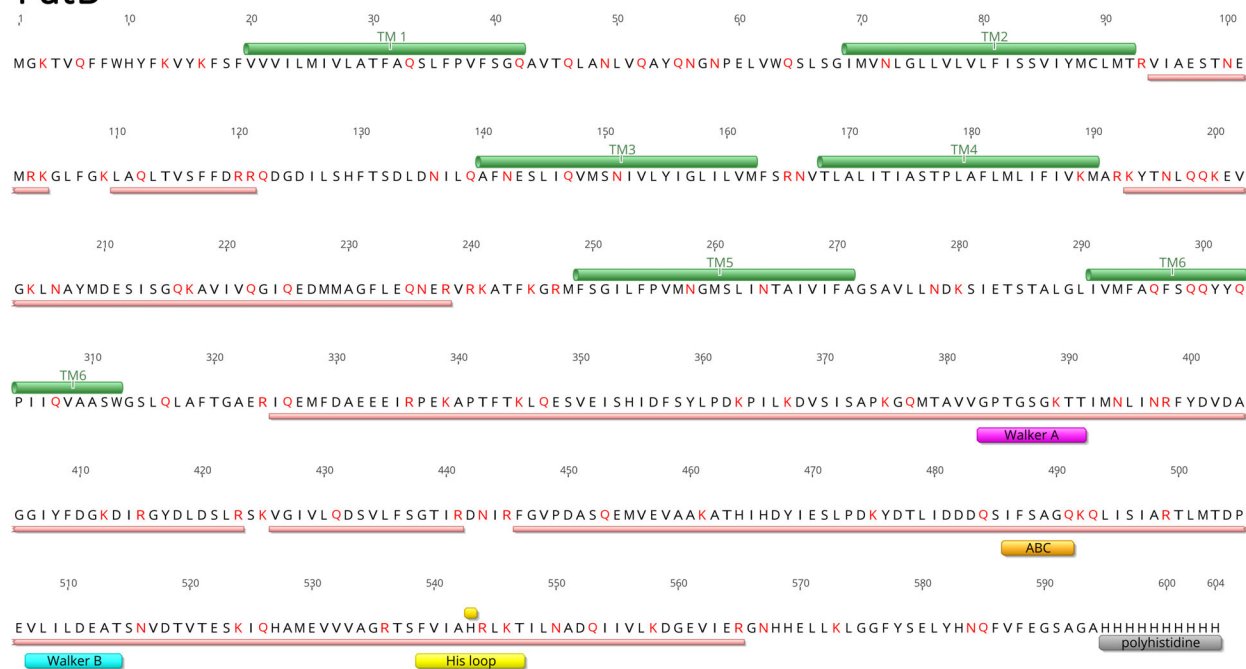 1 10 20 30 40 50 60 70 80 90 100
TM 1 TM2
MGKTVQFFWHYFKVYKFSFVVVILMIVLATFAQSLFPVFSGQAVTQLANLVQAYQNGNPELVWQSLSGIMVNLGLLVLVLFISSVIYMCLMTRVIAESTNE
110 120 130 140 150 160 170 180 190 200
TM3 TM4
MRKGLFGKLAQLTVSFFDRRQDGDILSHFTSDLDNILQAFNESLIQVMSNIVLYIGLILVMFSRNVTLALITIASTPLAFLMLIFIVKMARKYTNLQQKEV
210 220 230 240 250 260 270 280 290 300
TM5 TM6
GKLNAYMDESISGQKAVIVQGIQEDMMAGFLEQNERVRKATFKGRMFSGILFPVMNGMSLINTAIVIFAGSAVLLNDKSIETSTALGLIVMFAQFSQQYYQ
310 320 330 340 350 360 370 380 390 400
TM6
PIIQVAASWGSLQLAFTGAERIQEMFDAEEEIRPEKAPTFTKLQESVEISHIDFSYLPDKPILKDVSISAPKGQMTAVVGPTGSGKTTIMNLINRFYDVDA
Walker A
410 420 430 440 450 460 470 480 490 500
GGIYFDGKDIRGYDLDSLRSKVGIVLQDSVLFSGTIRDNIRFGVPDASQEMVEVAAKATHIHDYIESLPDKYDTLIDDDQSIFSAGQKQLISIARTLMTDP
ABC
510 520 530 540 550 560 570 580 590 600 604
EVLILDEATSNVDTVTESKIQHAMEVVVAGRTSFVIAHRLKTILNADQIIVLKDGEVIERGNHHELLKLGGFYSELYHNQFVFEGSAGAHHHHHHHHHH
Walker B His loop polyhistidine